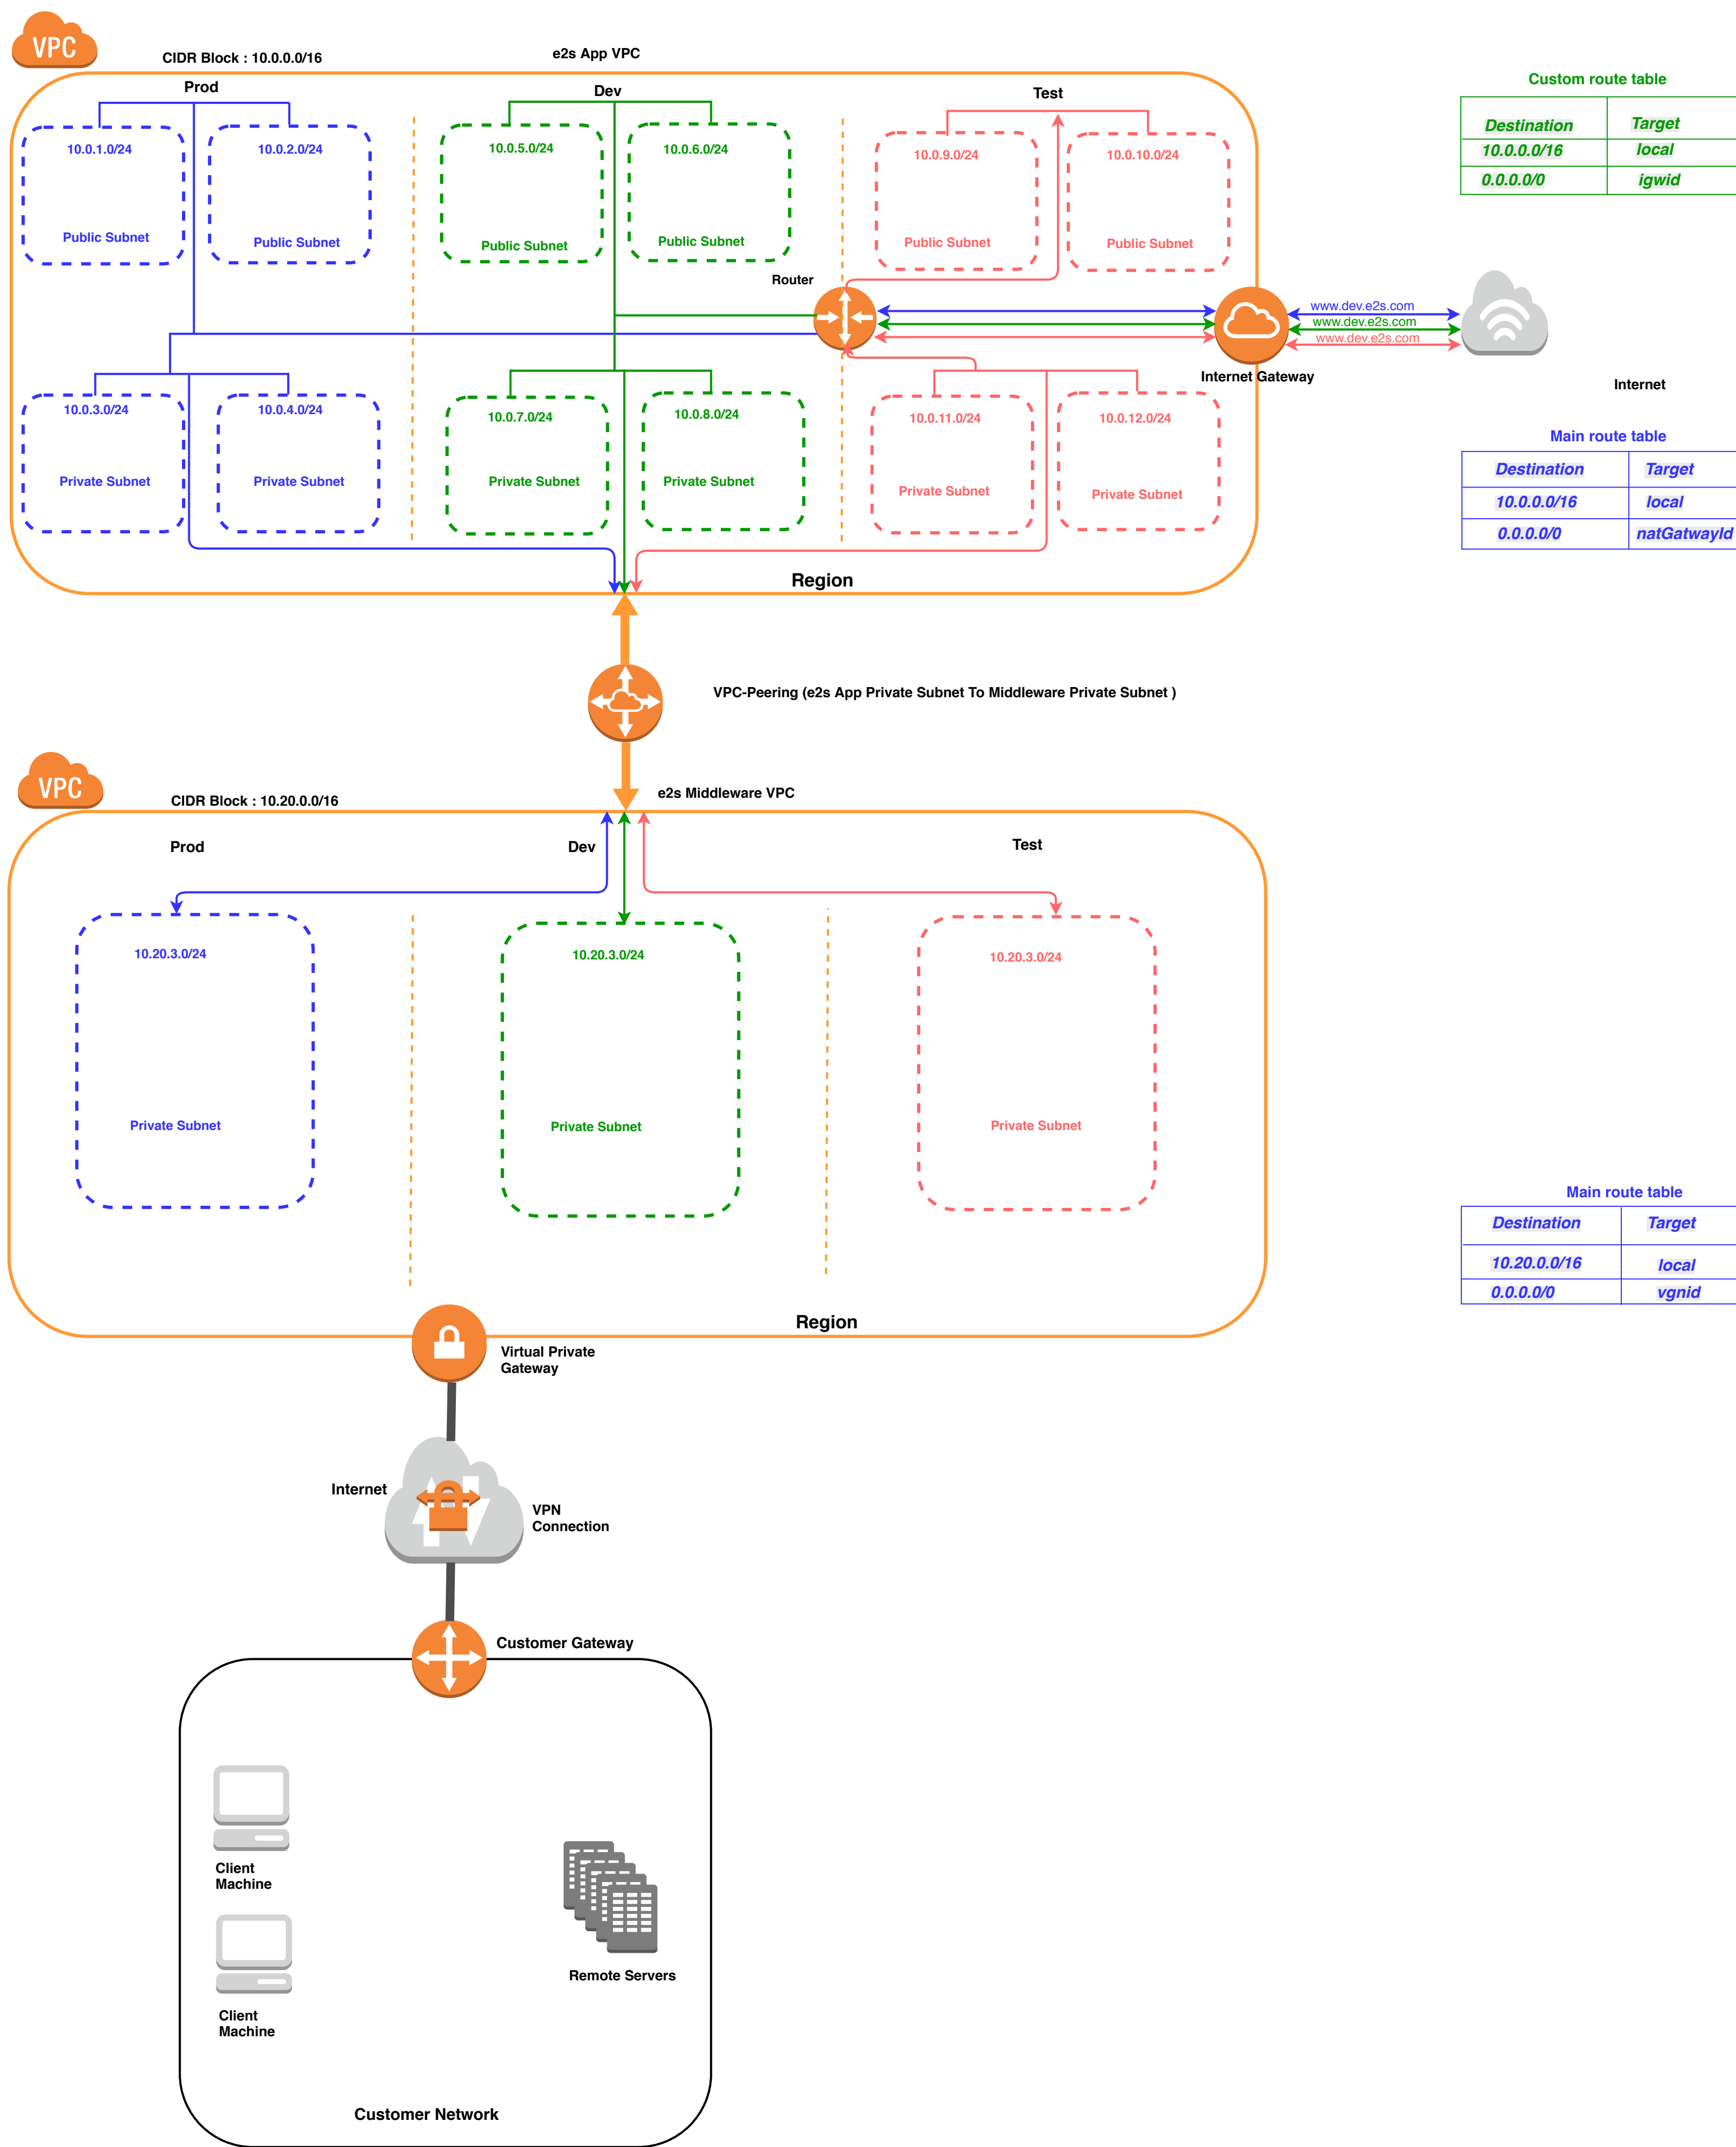 VPC
CIDR Block : 10.0.0.0/16
e2s App VPC
Prod
Dev
Test
10.0.1.0/24
10.0.2.0/24
10.0.5.0/24
10.0.6.0/24
10.0.9.0/24
10.0.10.0/24
Public Subnet
Public Subnet
Public Subnet
Public Subnet
Public Subnet
Public Subnet
Router
www.dev.e2s.com
www.dev.e2s.com
www.dev.e2s.com
Internet Gateway
Internet
10.0.3.0/24
10.0.4.0/24
10.0.7.0/24
10.0.8.0/24
10.0.11.0/24
10.0.12.0/24
Private Subnet
Private Subnet
Private Subnet
Private Subnet
Private Subnet
Private Subnet
Region
Custom route table
Destination Target
10.0.0.0/16 local
0.0.0.0/0 igwid
Main route table
Destination Target
10.0.0.0/16 local
0.0.0.0/0 natGatwayId
VPC-Peering (e2s App Private Subnet To Middleware Private Subnet )
VPC
CIDR Block : 10.20.0.0/16
e2s Middleware VPC
Prod
Dev
Test
10.20.3.0/24
10.20.3.0/24
10.20.3.0/24
Private Subnet
Private Subnet
Private Subnet
Region
Main route table
Destination Target
10.20.0.0/16 local
0.0.0.0/0 vgnid
Virtual Private
Gateway
Internet
VPN
Connection
Customer Gateway
Client
Machine
Client
Machine
Remote Servers
Customer Network